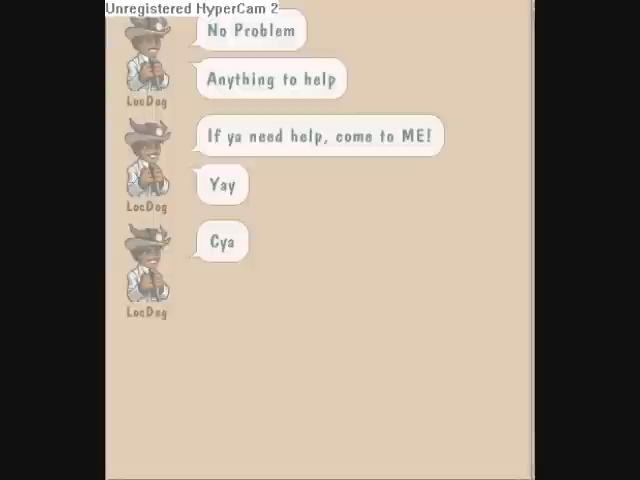 Unregistered HyperCam 2
No Problem
Anything to help
LocDog
If ya need help, come to ME!
Yay
LocDog
Cya
LocDog